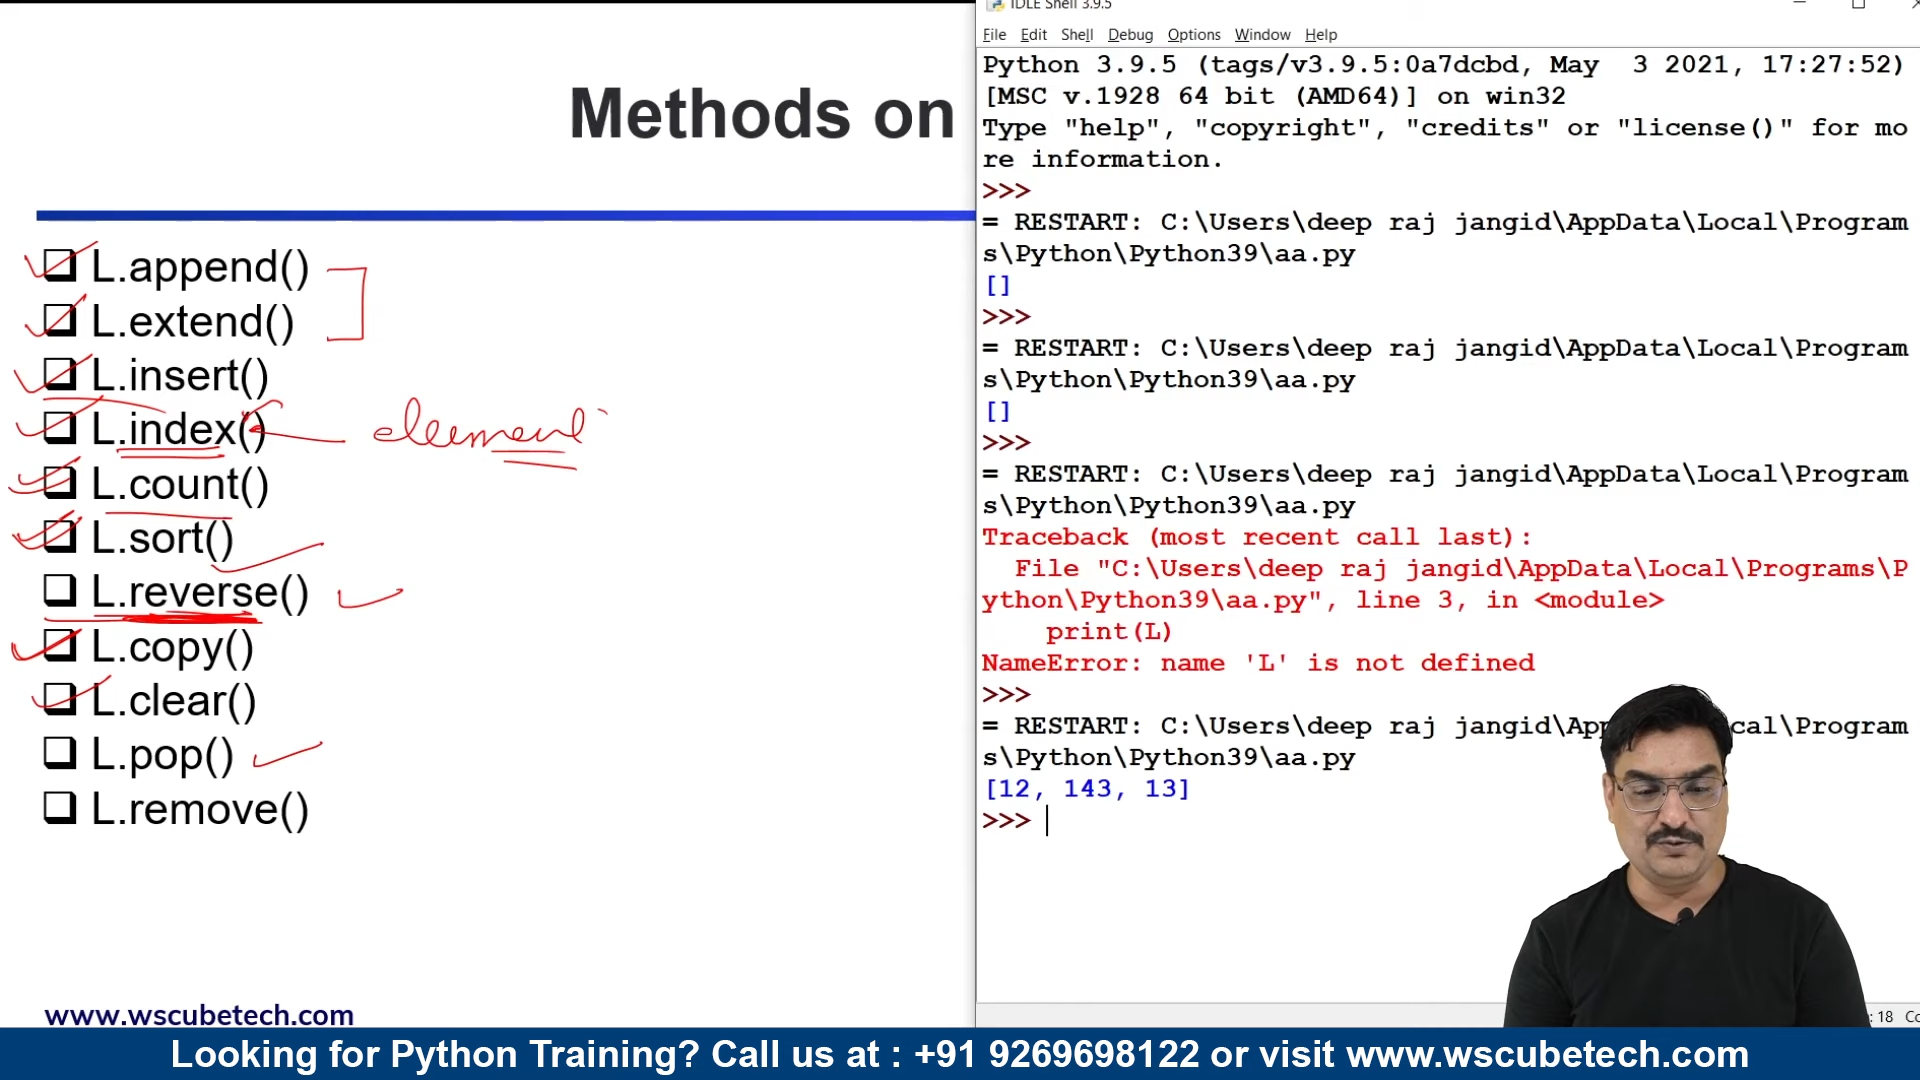 Methods on
L.append()
L.extend()
L.insert()
L.index()
element
L.count()
L.sort()
L.reverse()
L.copy()
L.clear()
L.pop()
L.remove()
www.wscubetech.com
IDLE Shell 3.9.5
File Edit Shell Debug Options Window Help
Python 3.9.5 (tags/v3.9.5:0a7dcbd, May  3 2021, 17:27:52)
[MSC v.1928 64 bit (AMD64)] on win32
Type "help", "copyright", "credits" or "license()" for mo
re information.
>>>
= RESTART: C:\Users\deep raj jangid\AppData\Local\Program
s\Python\Python39\aa.py
[]
>>>
= RESTART: C:\Users\deep raj jangid\AppData\Local\Program
s\Python\Python39\aa.py
[]
>>>
= RESTART: C:\Users\deep raj jangid\AppData\Local\Program
s\Python\Python39\aa.py
Traceback (most recent call last):
  File "C:\Users\deep raj jangid\AppData\Local\Programs\P
ython\Python39\aa.py", line 3, in <module>
    print(L)
NameError: name 'L' is not defined
>>>
= RESTART: C:\Users\deep raj jangid\App cal\Program
s\Python\Python39\aa.py
[12, 143, 13]
>>>
: 18 Co
Looking for Python Training? Call us at : +91 9269698122 or visit www.wscubetech.com